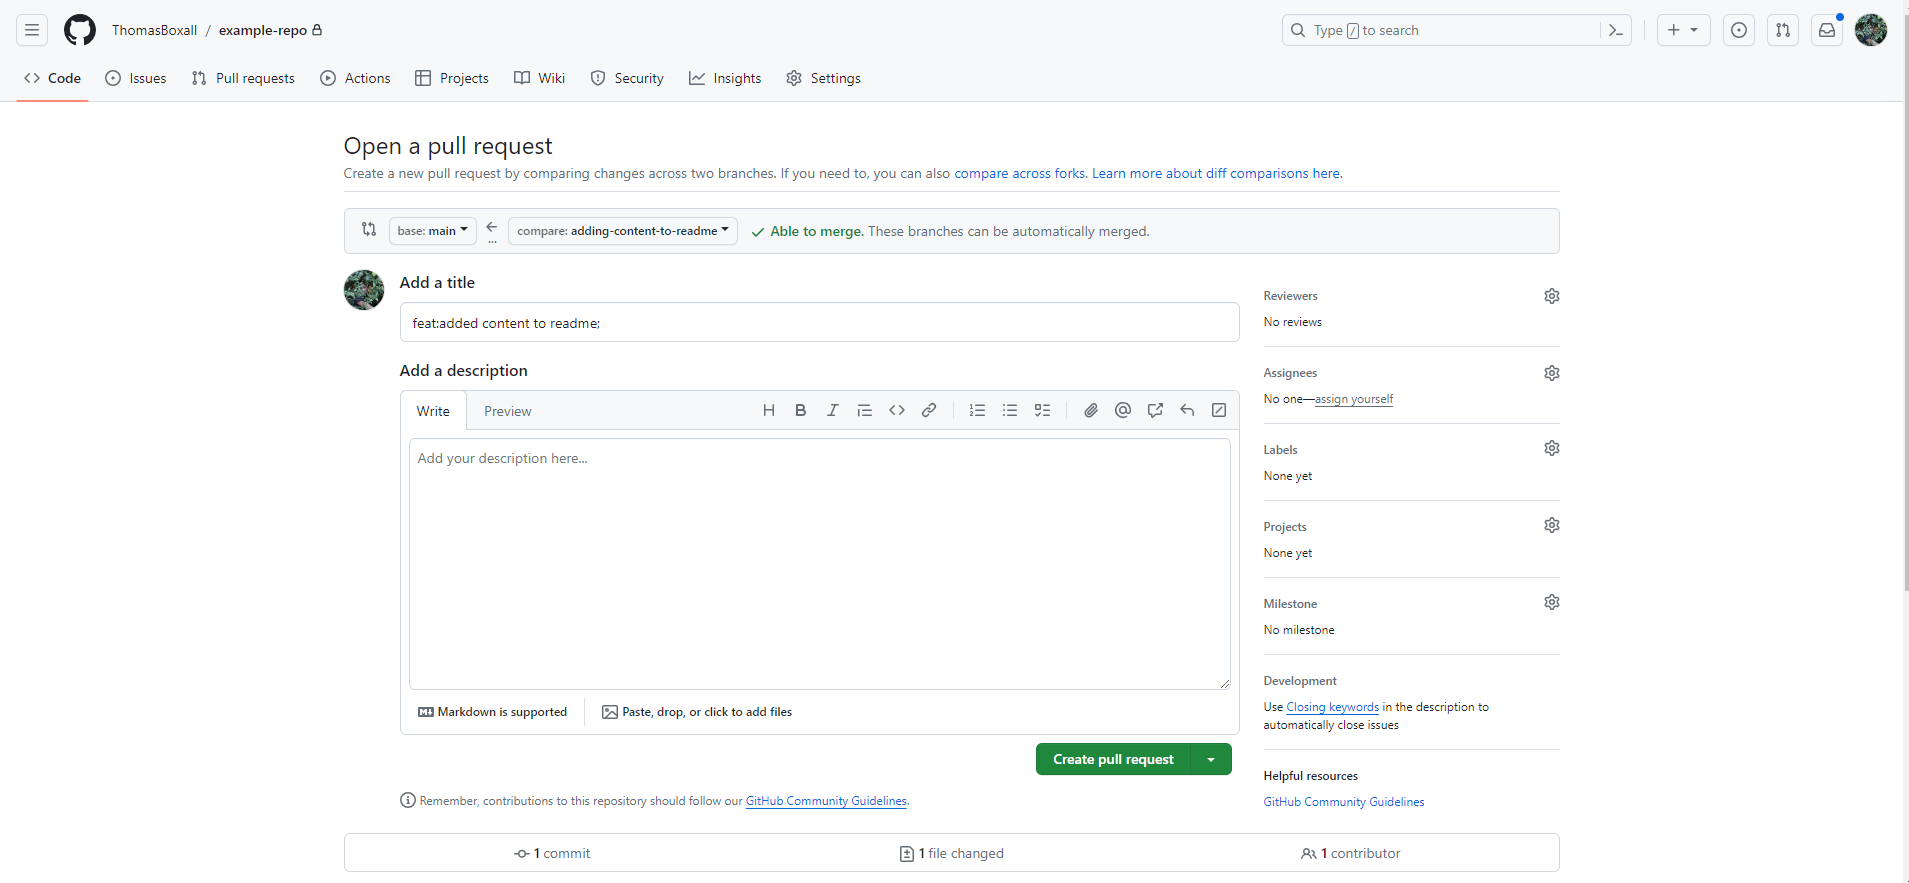 ThomasBoxall / example-repo
Type / to search
Code Issues Pull requests Actions Projects Wiki Security Insights Settings
Open a pull request
Create a new pull request by comparing changes across two branches. If you need to, you can also compare across forks. Learn more about diff comparisons here.
base: main compare: adding-content-to-readme Able to merge. These branches can be automatically merged.
Add a title
feat:added content to readme;
Add a description
Write Preview
Add your description here...
Markdown is supported Paste, drop, or click to add files
Create pull request
Remember, contributions to this repository should follow our GitHub Community Guidelines.
Reviewers
No reviews
Assignees
No one—assign yourself
Labels
None yet
Projects
None yet
Milestone
No milestone
Development
Use Closing keywords in the description to
automatically close issues
Helpful resources
GitHub Community Guidelines
1 commit 1 file changed 1 contributor